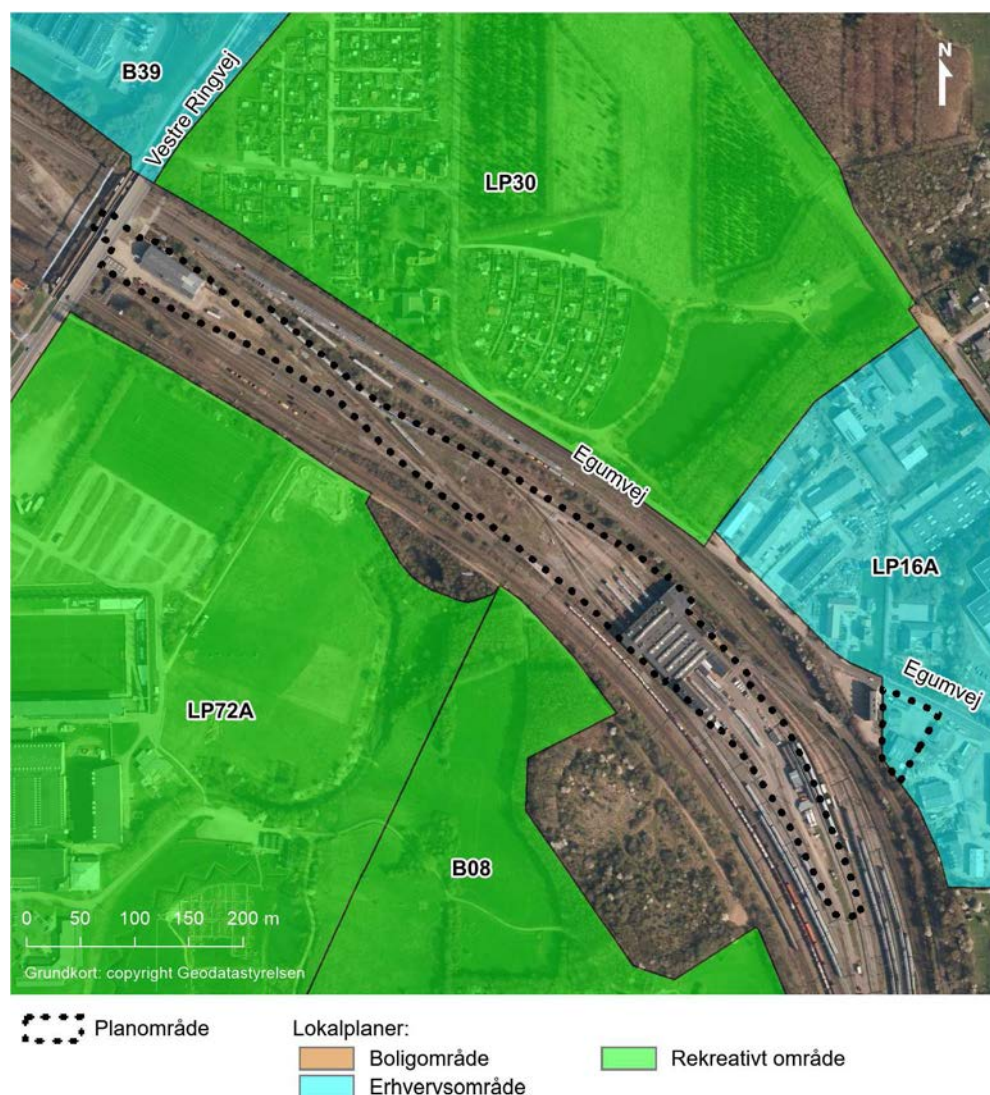 N
B39
Vestre Ringvej
LP30
Egumvej
LP16A
Egumvej
LP72A
B08
0 50 100 150 200 m
Grundkort: copyright Geodatastyrelsen
Planområde
Lokalplaner:
Boligområde
Rekreativt område
Erhvervsområde